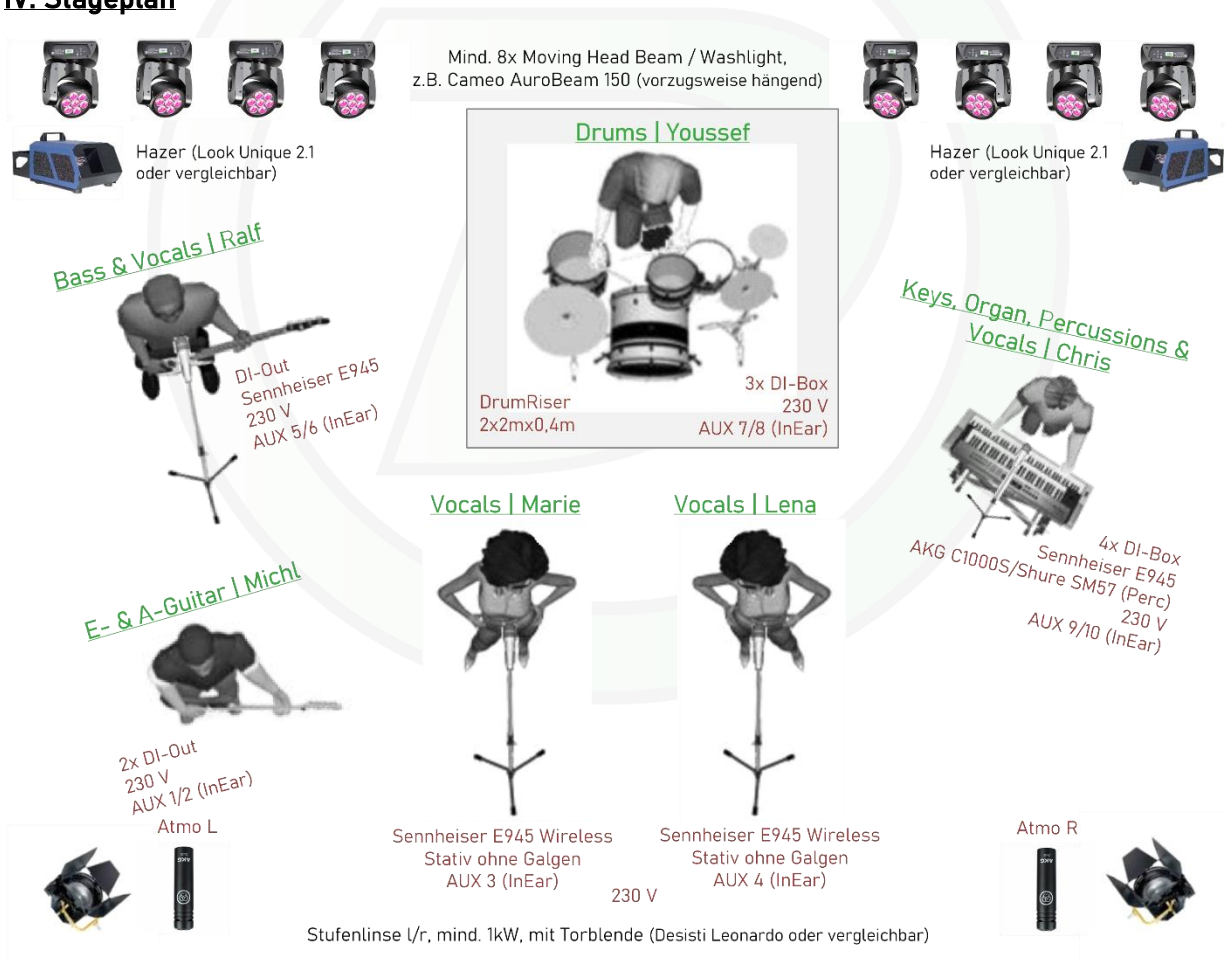 IV. Stageplan
Mind. 8x Moving Head Beam / Washlight,
z.B. Cameo AuroBeam 150 (vorzugsweise hängend)
Hazer (Look Unique 2.1
oder vergleichbar)
Hazer (Look Unique 2.1
oder vergleichbar)
Drums | Youssef
DrumRiser
2x2mx0,4m
3x DI-Box
230 V
AUX 7/8 (InEar)
Bass & Vocals | Ralf
DI-Out
Sennheiser E945
230 V
AUX 5/6 (InEar)
Keys, Organ, Percussions &
Vocals | Chris
4x DI-Box
Sennheiser E945
AKG C1000S/Shure SM57 (Perc)
230 V
AUX 9/10 (InEar)
Vocals | Marie
Vocals | Lena
E- & A-Guitar | Michl
2x DI-Out
230 V
AUX 1/2 (InEar)
Atmo L
AKG
Sennheiser E945 Wireless
Stativ ohne Galgen
AUX 3 (InEar)
Sennheiser E945 Wireless
Stativ ohne Galgen
AUX 4 (InEar)
230 V
Atmo R
AKG
Stufenlinse l/r, mind. 1kW, mit Torblende (Desisti Leonardo oder vergleichbar)